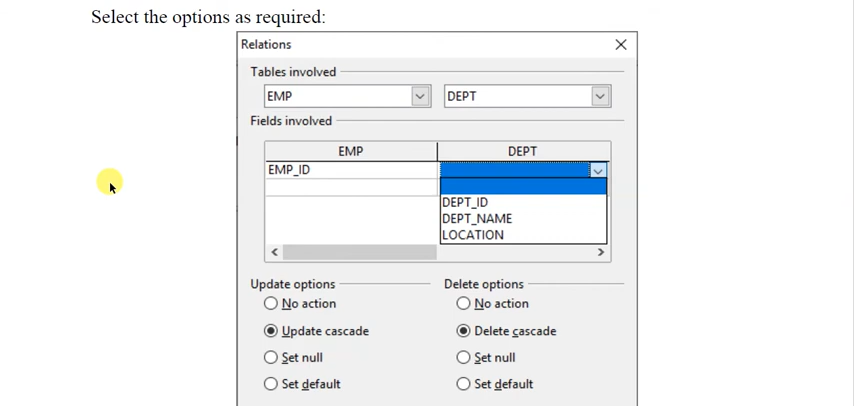 Select the options as required:
Relations
Tables involved
EMP DEPT
Fields involved
EMP DEPT
EMP_ID
DEPT_ID
DEPT_NAME
LOCATION
Update options Delete options
No action No action
Update cascade Delete cascade
Set null Set null
Set default Set default